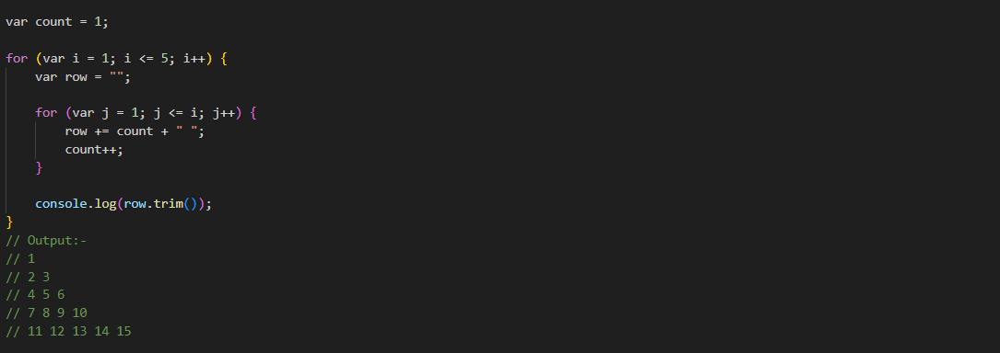 var count = 1;
for (var i = 1; i <= 5; i++) {
    var row = "";
    for (var j = 1; j <= i; j++) {
        row += count + " ";
        count++;
    }
    console.log(row.trim());
}
// Output:-
// 1
// 2 3
// 4 5 6
// 7 8 9 10
// 11 12 13 14 15